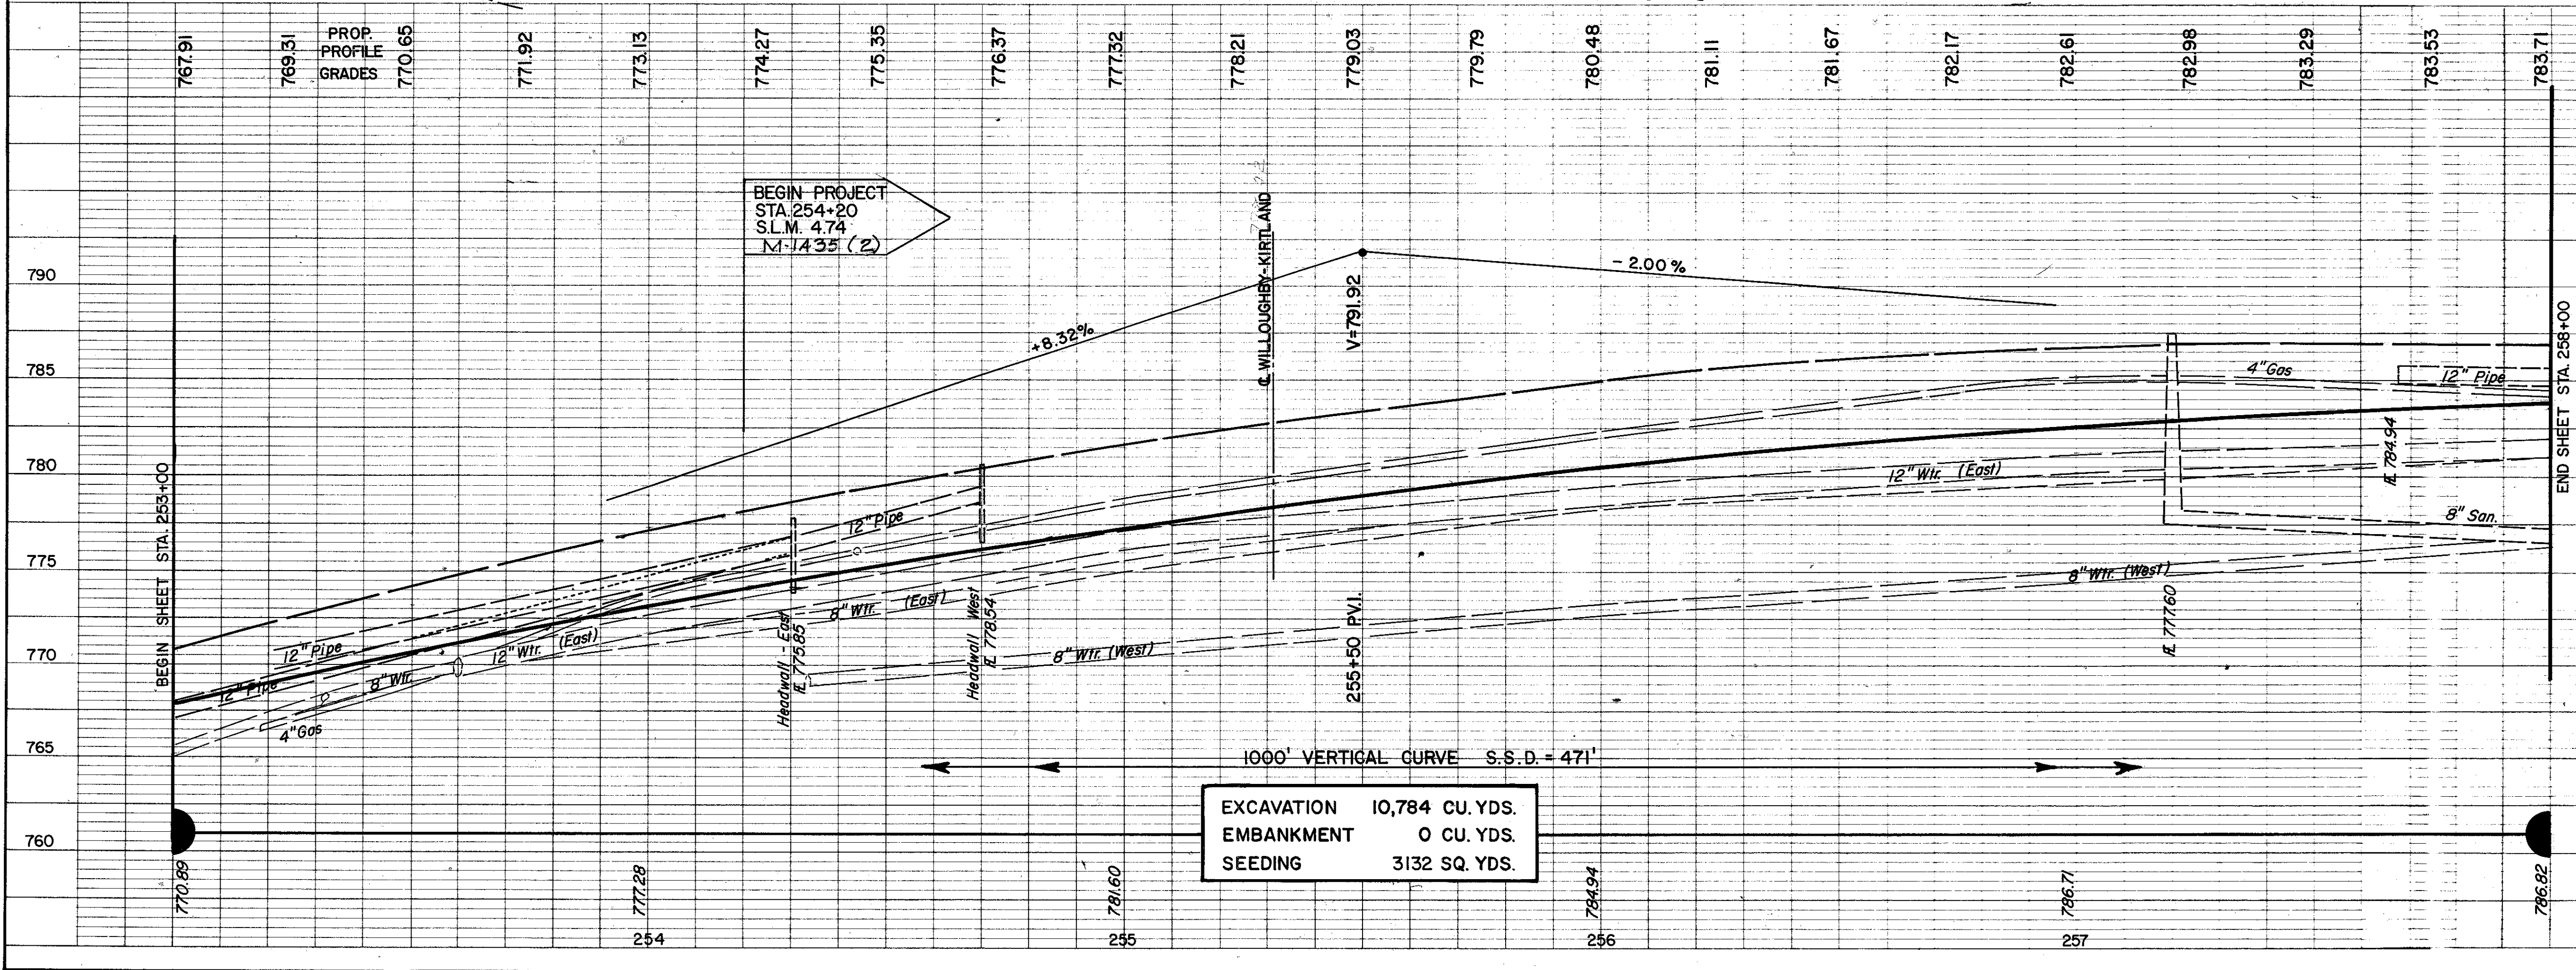 767.91
769.31
PROP.
PROFILE
GRADES
770.65
771.92
773.13
774.27
775.35
776.37
777.32
778.21
779.03
779.79
780.48
781.11
781.67
782.17
782.61
782.98
783.29
783.53
783.71
BEGIN PROJECT
STA. 254+20
S.L.M. 4.74
M-1435 (2)
790
785
780
775
770
765
760
+8.32%
- 2.00%
℄ WILLOUGHBY-KIRTLAND
V=791.92
255+50 P.V.I.
BEGIN SHEET STA. 253+00
END SHEET STA. 258+00
4"Gas
12" Pipe
℄ 784.94
12" Wtr. (East)
8" San.
8" Wtr. (West)
℄ 777.60
12" Pipe
12" Pipe
12" Pipe
8" Wtr.
4"Gas
12" Wtr. (East)
8" Wtr. (East)
8" Wtr. (West)
Headwall - East
℄ 775.85
Headwall West
℄ 778.54
1000' VERTICAL CURVE S.S.D. = 471'
EXCAVATION 10,784 CU. YDS.
EMBANKMENT 0 CU. YDS.
SEEDING 3132 SQ. YDS.
770.89
777.28
781.60
784.94
786.71
786.82
254
255
256
257